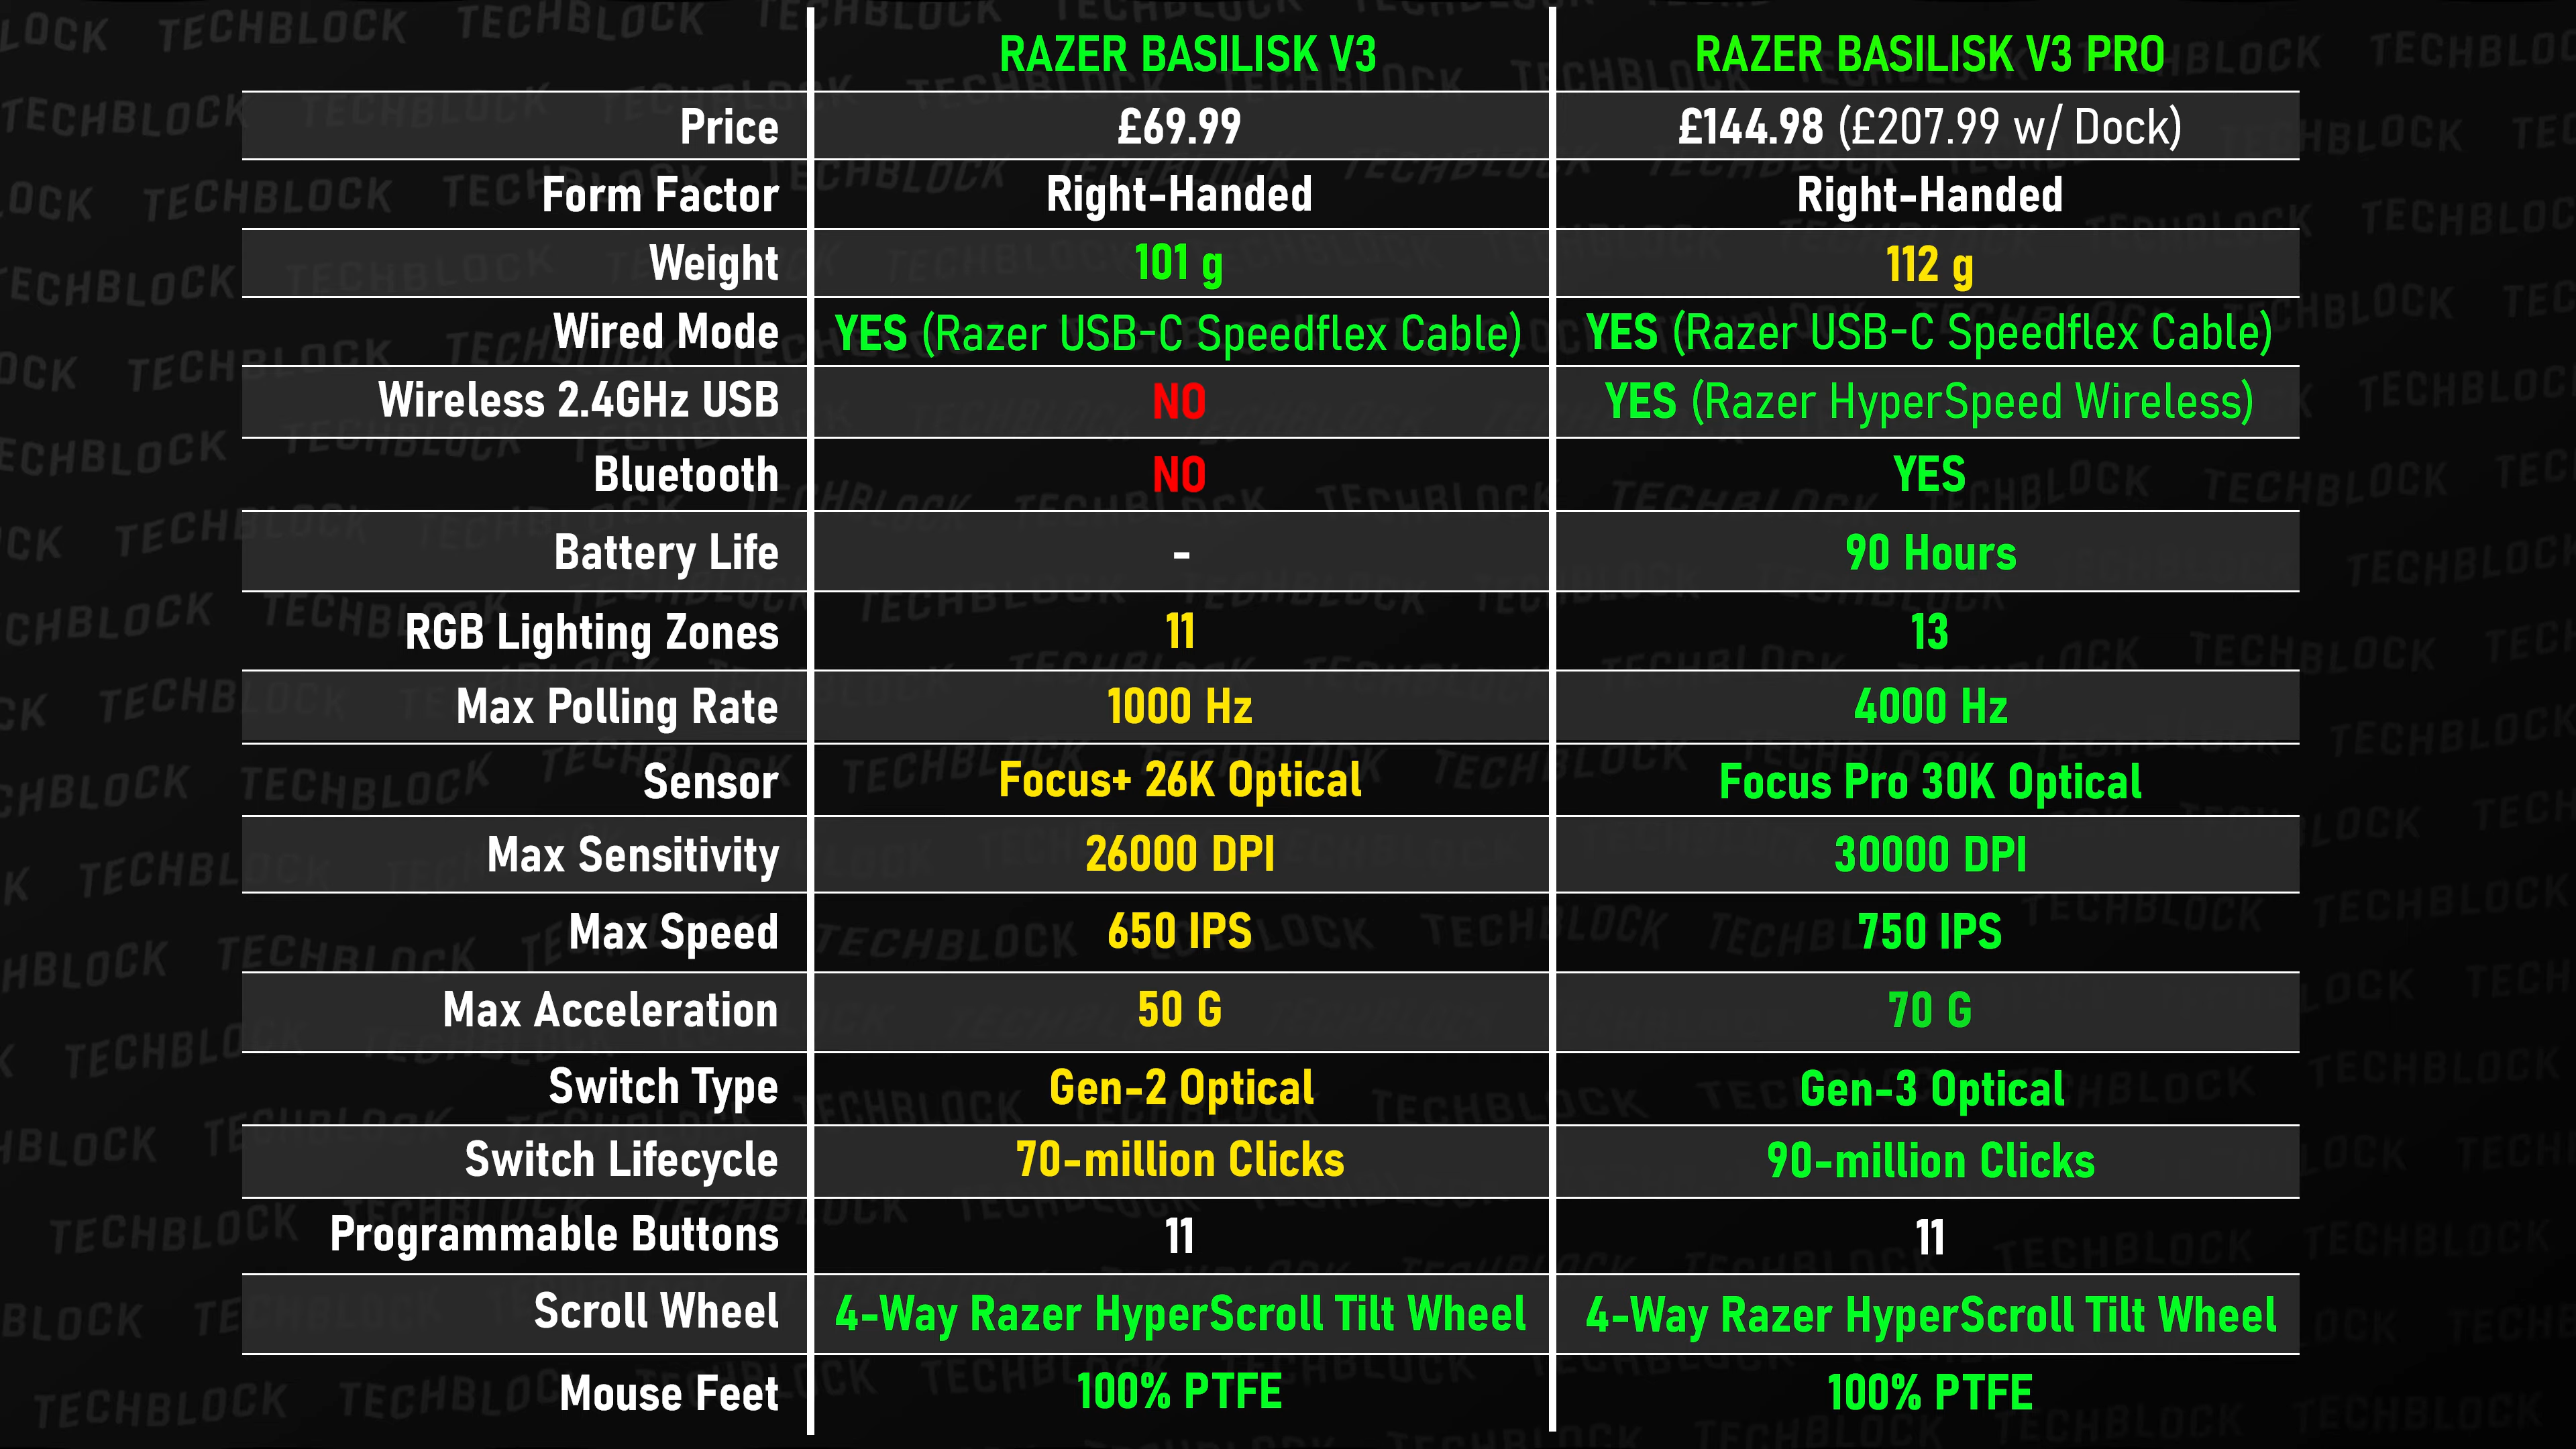 RAZER BASILISK V3 RAZER BASILISK V3 PRO
Price £69.99 £144.98 (£207.99 w/ Dock)
Form Factor Right-Handed Right-Handed
Weight 101 g 112 g
Wired Mode YES (Razer USB-C Speedflex Cable) YES (Razer USB-C Speedflex Cable)
Wireless 2.4GHz USB NO YES (Razer HyperSpeed Wireless)
Bluetooth NO YES
Battery Life - 90 Hours
RGB Lighting Zones 11 13
Max Polling Rate 1000 Hz 4000 Hz
Sensor Focus+ 26K Optical Focus Pro 30K Optical
Max Sensitivity 26000 DPI 30000 DPI
Max Speed 650 IPS 750 IPS
Max Acceleration 50 G 70 G
Switch Type Gen-2 Optical Gen-3 Optical
Switch Lifecycle 70-million Clicks 90-million Clicks
Programmable Buttons 11 11
Scroll Wheel 4-Way Razer HyperScroll Tilt Wheel 4-Way Razer HyperScroll Tilt Wheel
Mouse Feet 100% PTFE 100% PTFE
TECHBLOCK